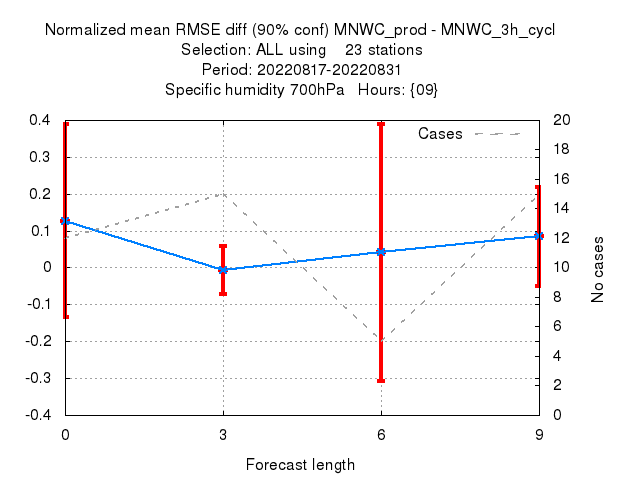 Normalized mean RMSE diff (90% conf) MNWC_prod - MNWC_3h_cycl
Selection: ALL using 23 stations
Period: 20220817-20220831
Specific humidity 700hPa Hours: {09}
Cases
0.4
0.3
0.2
0.1
0
-0.1
-0.2
-0.3
-0.4
20
18
16
14
12
10
8
6
4
2
0
No cases
0 3 6 9
Forecast length